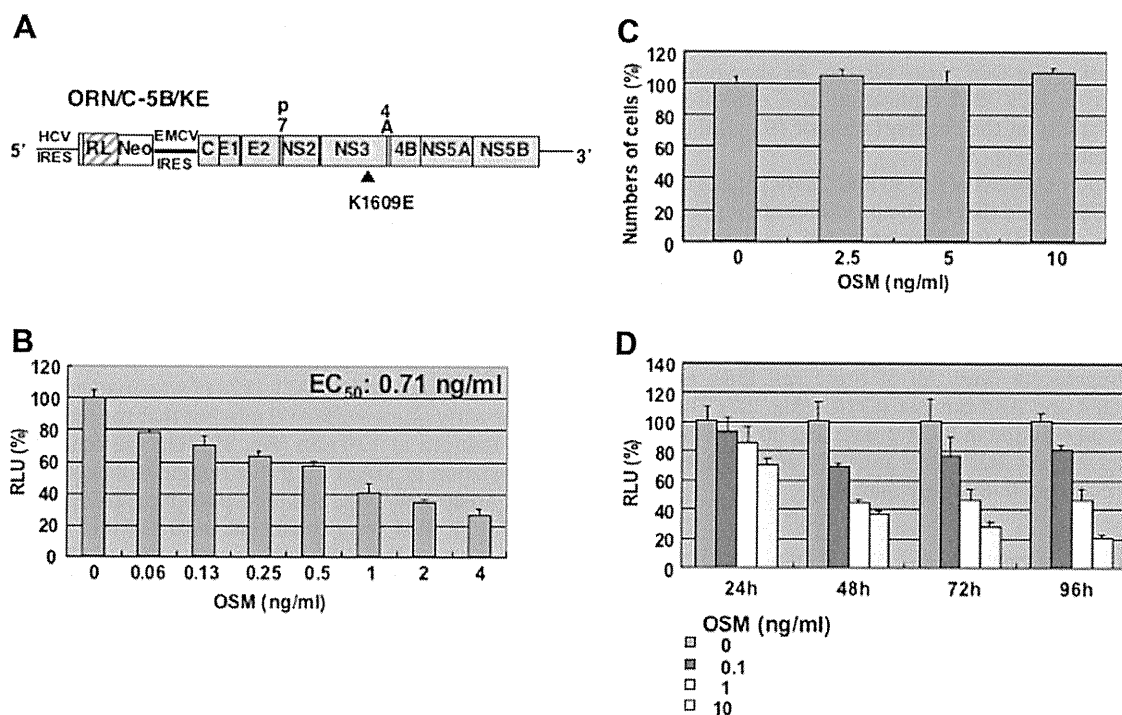 A
ORN/C-5B/KE
5' HCV IRES RL Neo EMCV IRES C E1 E2 p7 NS2 NS3 4A 4B NS5A NS5B 3'
K1609E
B
EC50: 0.71 ng/ml
RLU (%)
120
100
80
60
40
20
0
0 0.06 0.13 0.25 0.5 1 2 4
OSM (ng/ml)
C
Numbers of cells (%)
120
100
80
60
40
20
0
0 2.5 5 10
OSM (ng/ml)
D
RLU (%)
140
120
100
80
60
40
20
0
24h 48h 72h 96h
OSM (ng/ml)
0
0.1
1
10